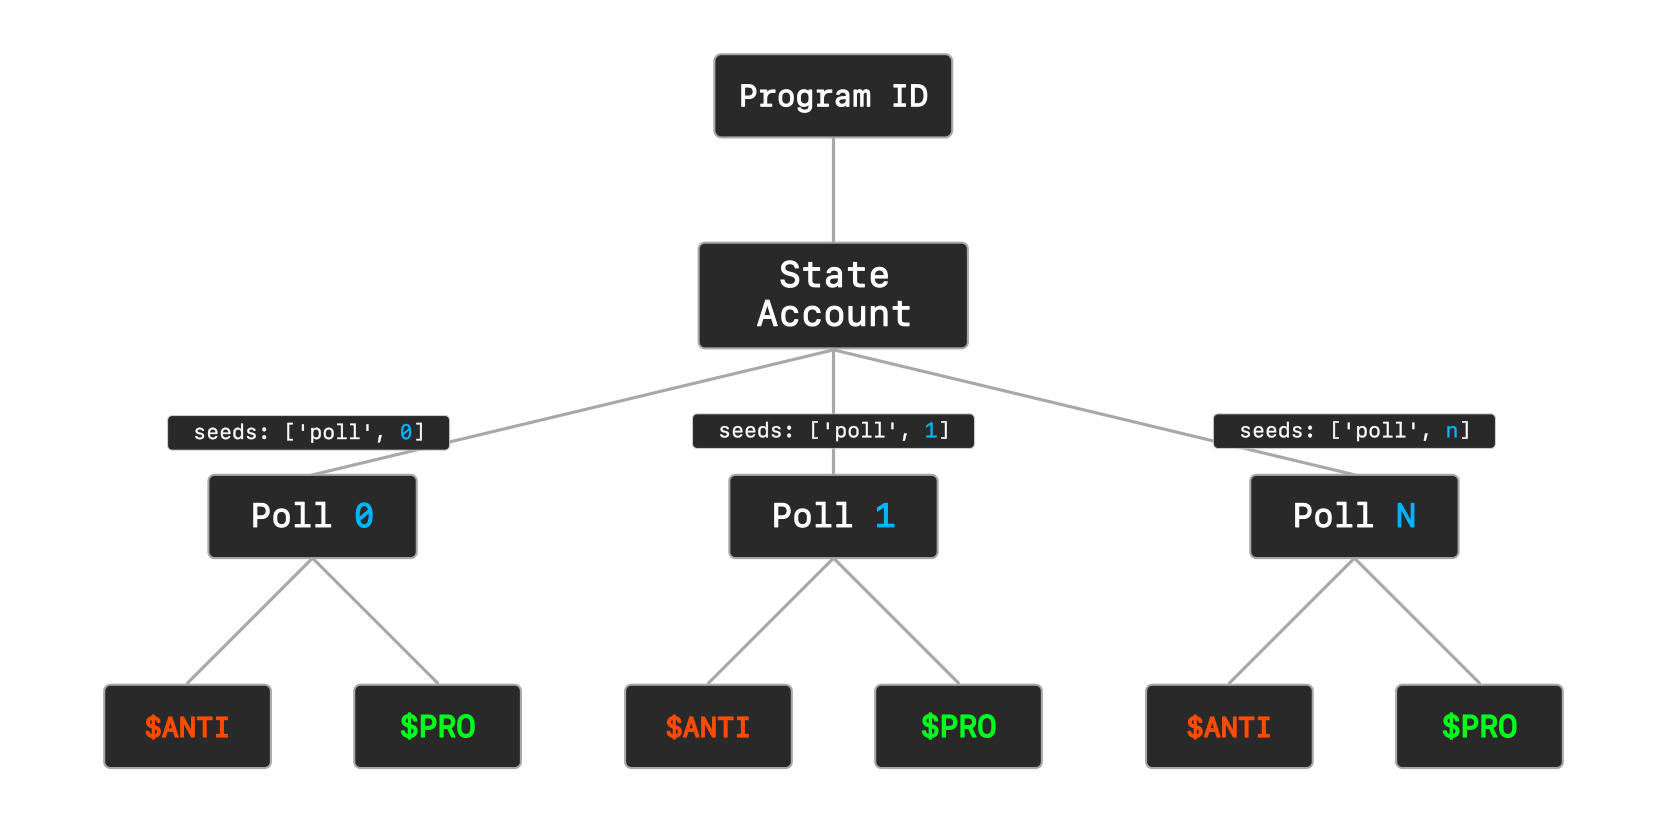 Program ID
State
Account
seeds: ['poll', 0]
seeds: ['poll', 1]
seeds: ['poll', n]
Poll 0
Poll 1
Poll N
$ANTI
$PRO
$ANTI
$PRO
$ANTI
$PRO